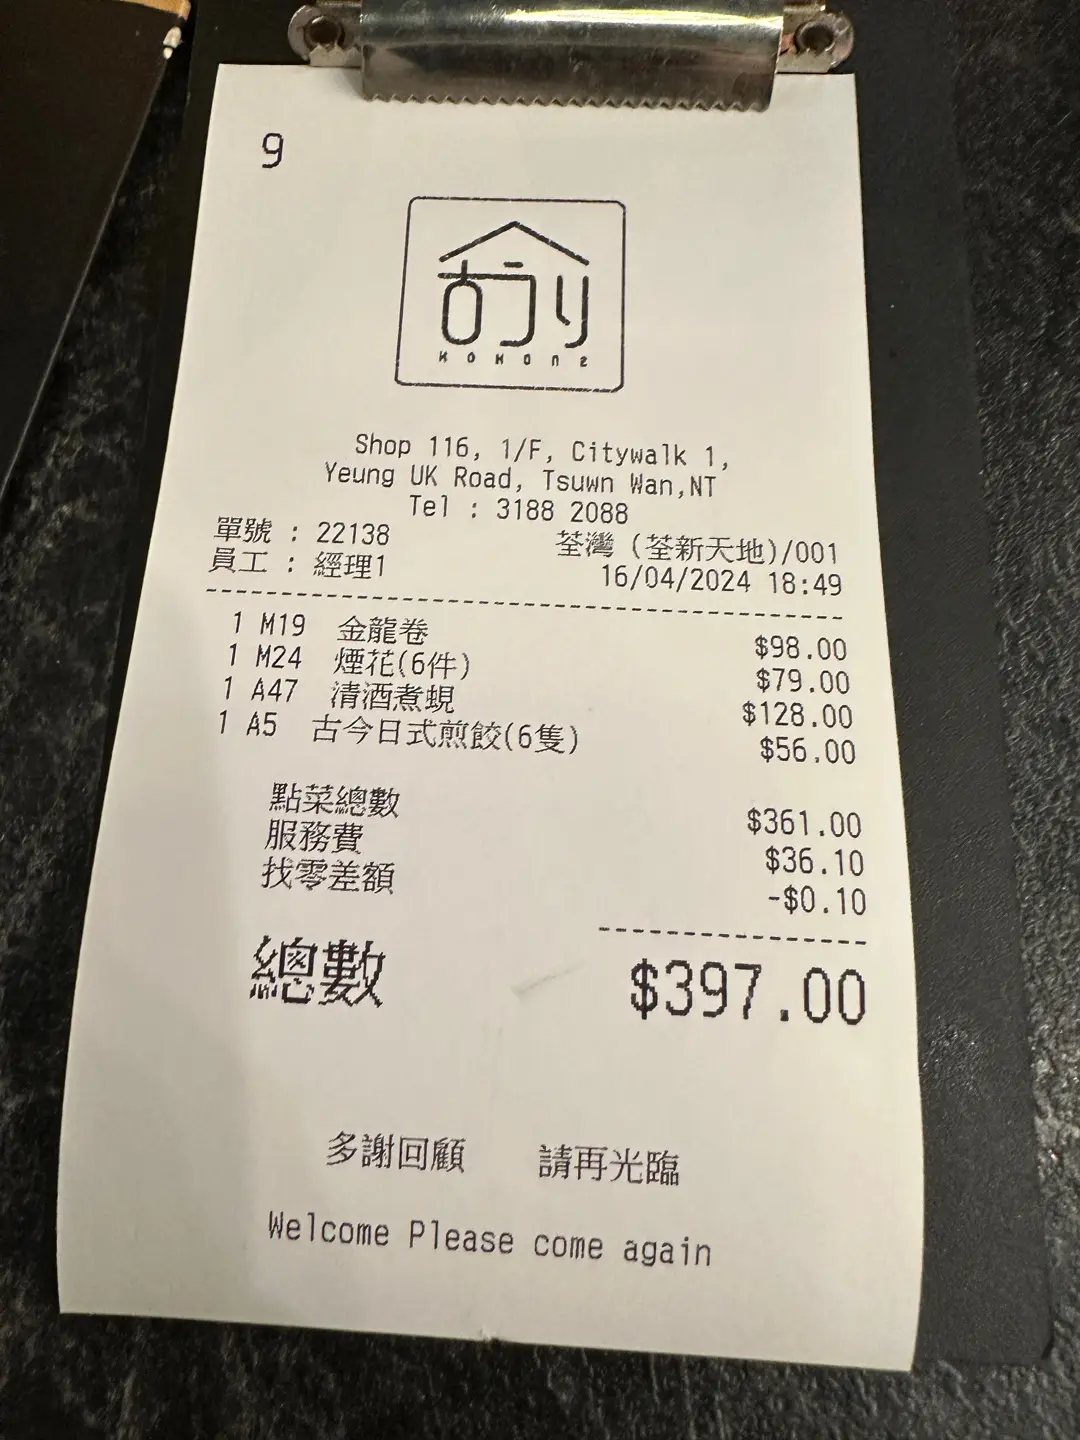 9
KOKONE
Shop 116, 1/F, Citywalk 1,
Yeung UK Road, Tsuwn Wan,NT
Tel : 3188 2088
單號 : 22138
荃灣 (荃新天地)/001
員工 : 經理1
16/04/2024 18:49
1 M19 金龍卷 $98.00
1 M24 煙花(6件) $79.00
1 A47 清酒煮蜆 $128.00
1 A5 古今日式煎餃(6隻) $56.00
點菜總數 $361.00
服務費 $36.10
找零差額 -$0.10
總數 $397.00
多謝回顧 請再光臨
Welcome Please come again